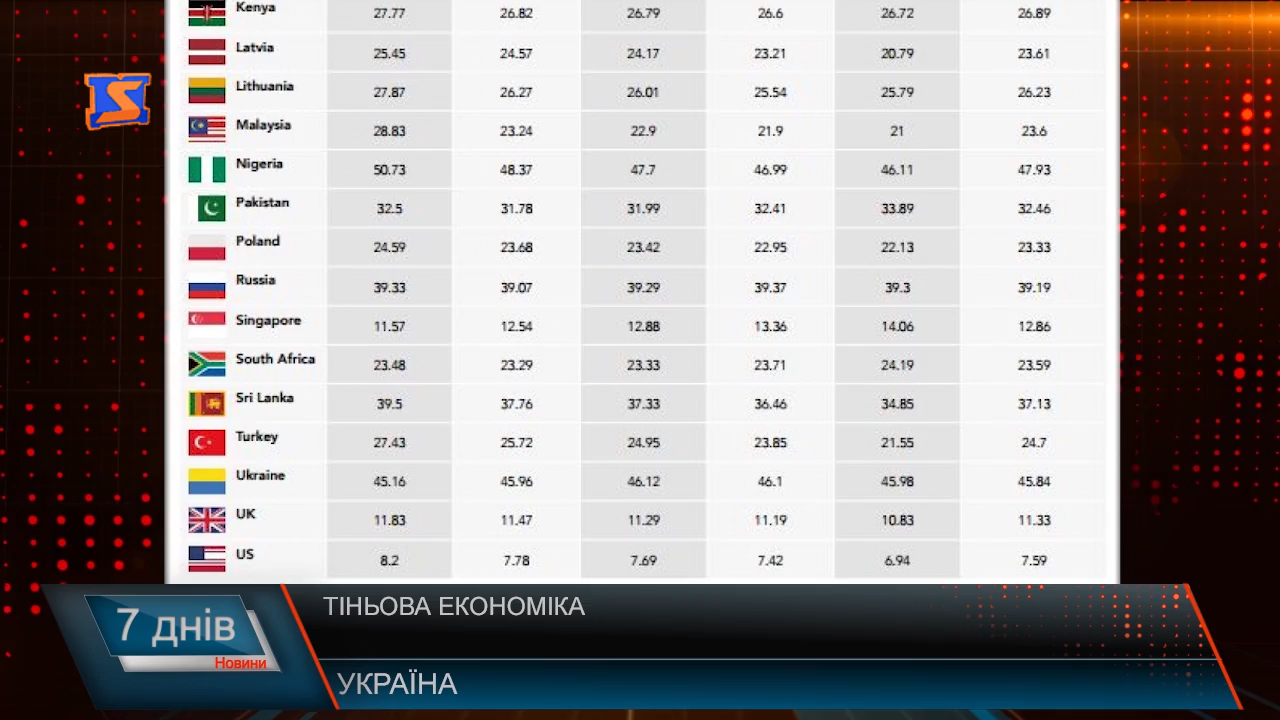 Kenya 27.77 26.82 26.79 26.6 26.72 26.89
Latvia 25.45 24.57 24.17 23.21 20.79 23.61
Lithuania 27.87 26.27 26.01 25.54 25.79 26.23
Malaysia 28.83 23.24 22.9 21.9 21 23.6
Nigeria 50.73 48.37 47.7 46.99 46.11 47.93
Pakistan 32.5 31.78 31.99 32.41 33.89 32.46
Poland 24.59 23.68 23.42 22.95 22.13 23.33
Russia 39.33 39.07 39.29 39.37 39.3 39.19
Singapore 11.57 12.54 12.88 13.36 14.06 12.86
South Africa 23.48 23.29 23.33 23.71 24.19 23.59
Sri Lanka 39.5 37.76 37.33 36.46 34.85 37.13
Turkey 27.43 25.72 24.95 23.85 21.55 24.7
Ukraine 45.16 45.96 46.12 46.1 45.98 45.84
UK 11.83 11.47 11.29 11.19 10.83 11.33
US 8.2 7.78 7.69 7.42 6.94 7.59
ТІНЬОВА ЕКОНОМІКА
7 днів
Новини
УКРАЇНА